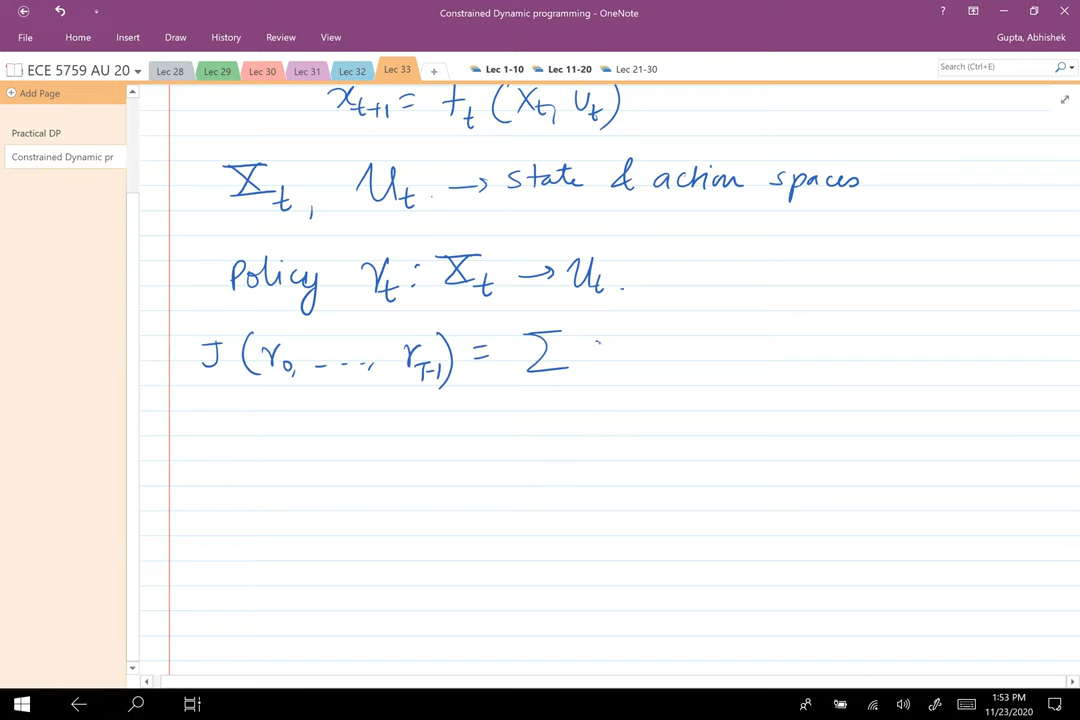 Constrained Dynamic programming - OneNote
?
File Home Insert Draw History Review View
Gupta, Abhishek
ECE 5759 AU 20 Lec 28 Lec 29 Lec 30 Lec 31 Lec 32 Lec 33 + Lec 1-10 Lec 11-20 Lec 21-30
Search (Ctrl+E)
Add Page
Practical DP
Constrained Dynamic pr
x_{t+1} = f_t (X_t, U_t)
X_t, U_t → state & action spaces
Policy γ_t : X_t → U_t.
J (γ_0, ----, γ_{T-1}) = Σ
1:53 PM
11/23/2020